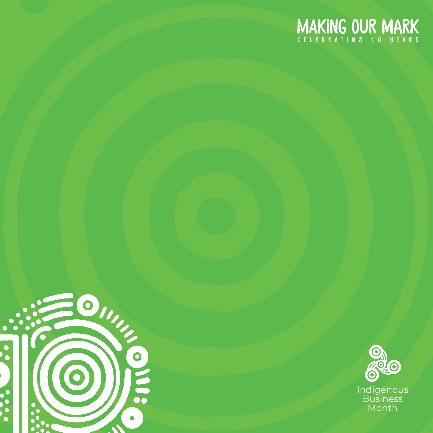 MAKING OUR MARK
CELEBRATING 10 YEARS
Indigenous
Business
Month